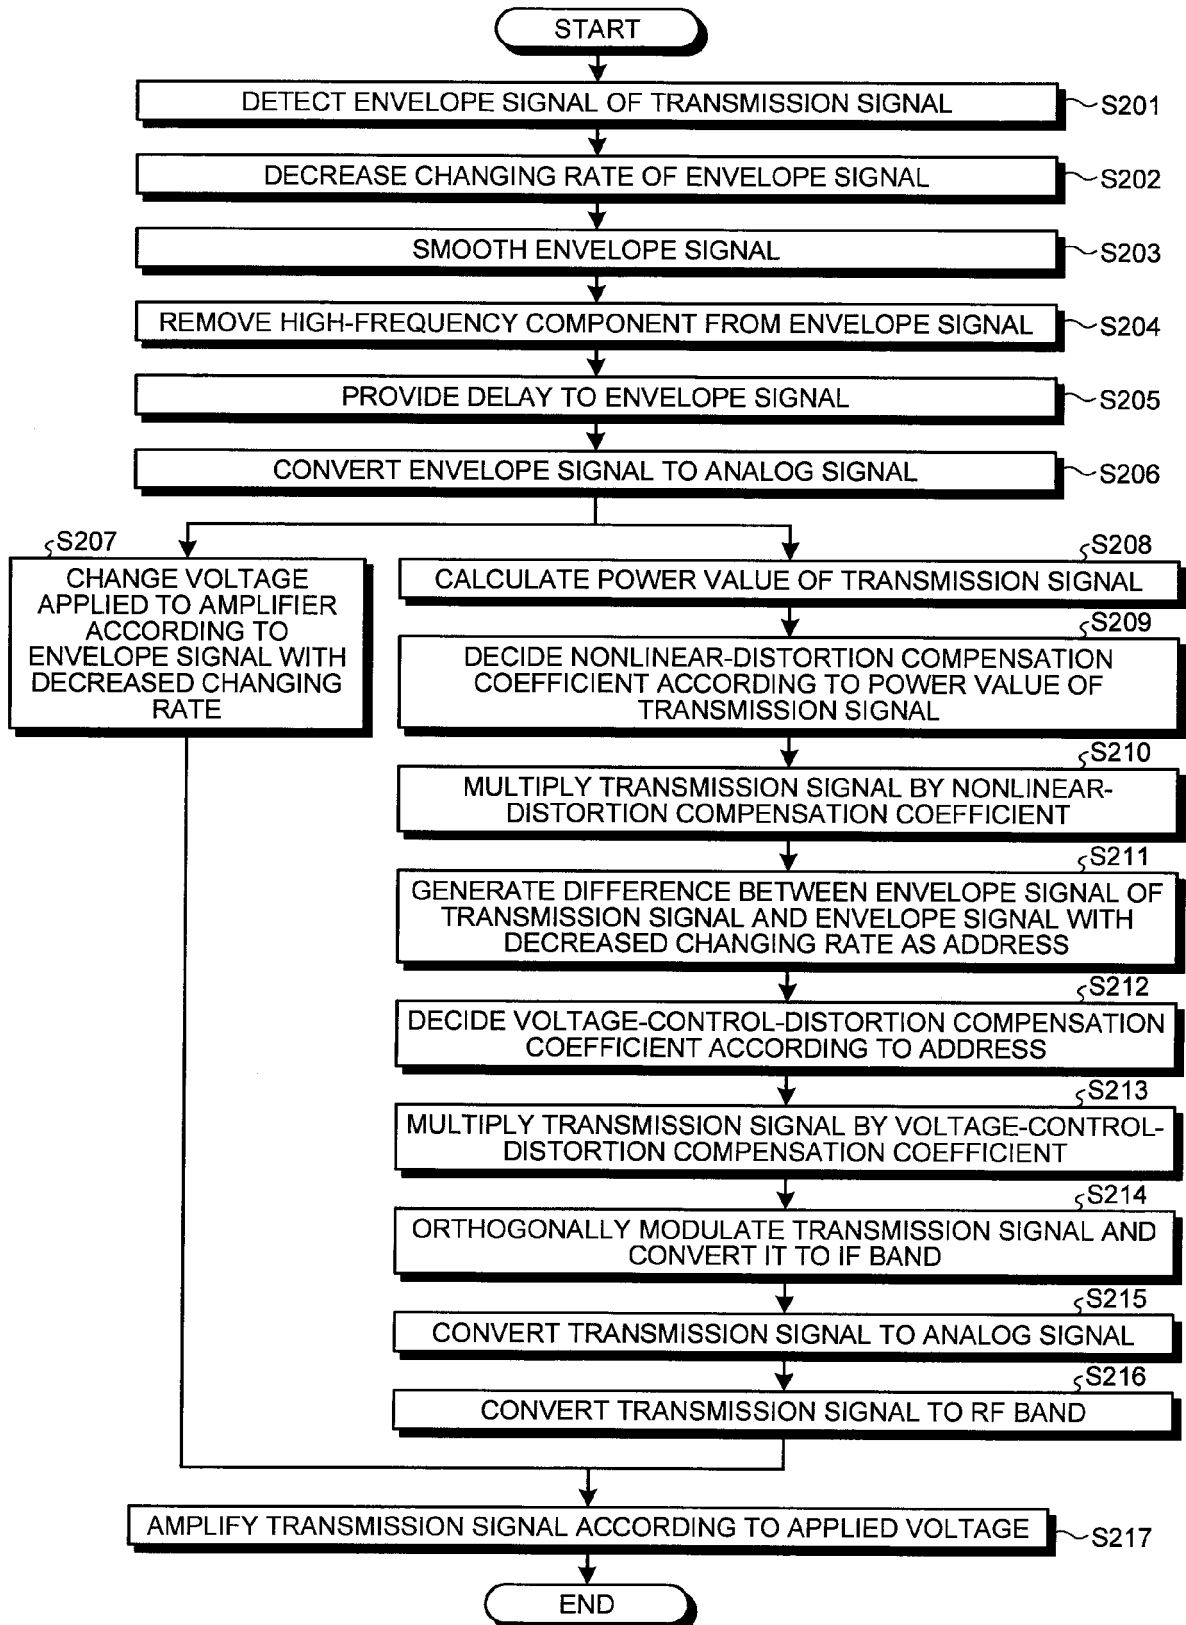 START
DETECT ENVELOPE SIGNAL OF TRANSMISSION SIGNAL
S201
DECREASE CHANGING RATE OF ENVELOPE SIGNAL
S202
SMOOTH ENVELOPE SIGNAL
S203
REMOVE HIGH-FREQUENCY COMPONENT FROM ENVELOPE SIGNAL
S204
PROVIDE DELAY TO ENVELOPE SIGNAL
S205
CONVERT ENVELOPE SIGNAL TO ANALOG SIGNAL
S206
S207
CHANGE VOLTAGE
APPLIED TO AMPLIFIER
ACCORDING TO
ENVELOPE SIGNAL WITH
DECREASED CHANGING
RATE
S208
CALCULATE POWER VALUE OF TRANSMISSION SIGNAL
S209
DECIDE NONLINEAR-DISTORTION COMPENSATION
COEFFICIENT ACCORDING TO POWER VALUE OF
TRANSMISSION SIGNAL
S210
MULTIPLY TRANSMISSION SIGNAL BY NONLINEAR-
DISTORTION COMPENSATION COEFFICIENT
S211
GENERATE DIFFERENCE BETWEEN ENVELOPE SIGNAL OF
TRANSMISSION SIGNAL AND ENVELOPE SIGNAL WITH
DECREASED CHANGING RATE AS ADDRESS
S212
DECIDE VOLTAGE-CONTROL-DISTORTION COMPENSATION
COEFFICIENT ACCORDING TO ADDRESS
S213
MULTIPLY TRANSMISSION SIGNAL BY VOLTAGE-CONTROL-
DISTORTION COMPENSATION COEFFICIENT
S214
ORTHOGONALLY MODULATE TRANSMISSION SIGNAL AND
CONVERT IT TO IF BAND
S215
CONVERT TRANSMISSION SIGNAL TO ANALOG SIGNAL
S216
CONVERT TRANSMISSION SIGNAL TO RF BAND
AMPLIFY TRANSMISSION SIGNAL ACCORDING TO APPLIED VOLTAGE
S217
END